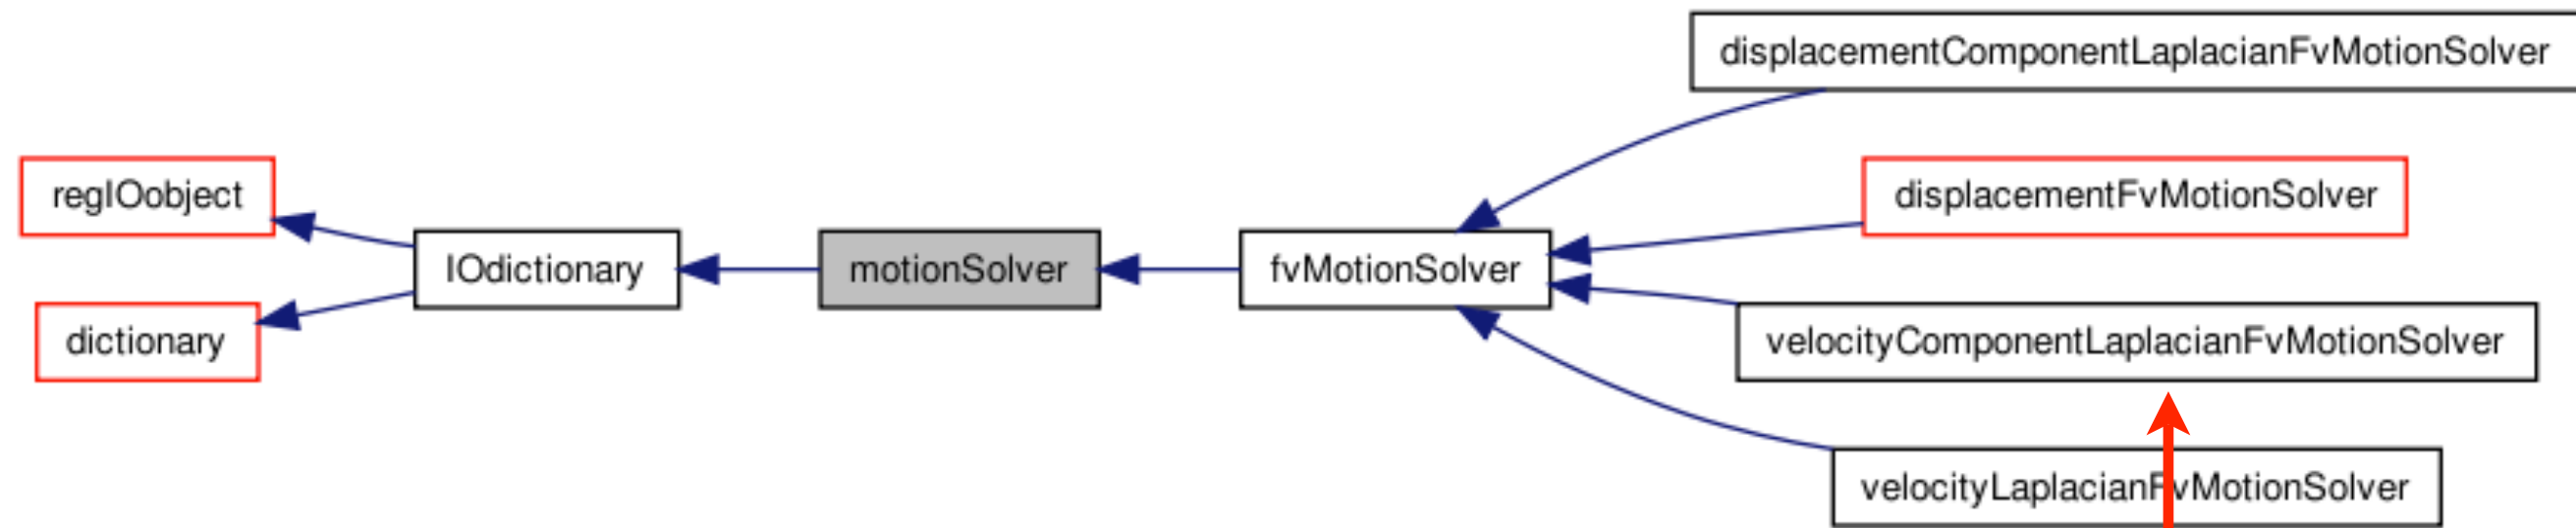 displacementComponentLaplacianFvMotionSolver
regIOobject
displacementFvMotionSolver
IOdictionary
motionSolver
fvMotionSolver
dictionary
velocityComponentLaplacianFvMotionSolver
velocityLaplacianFvMotionSolver